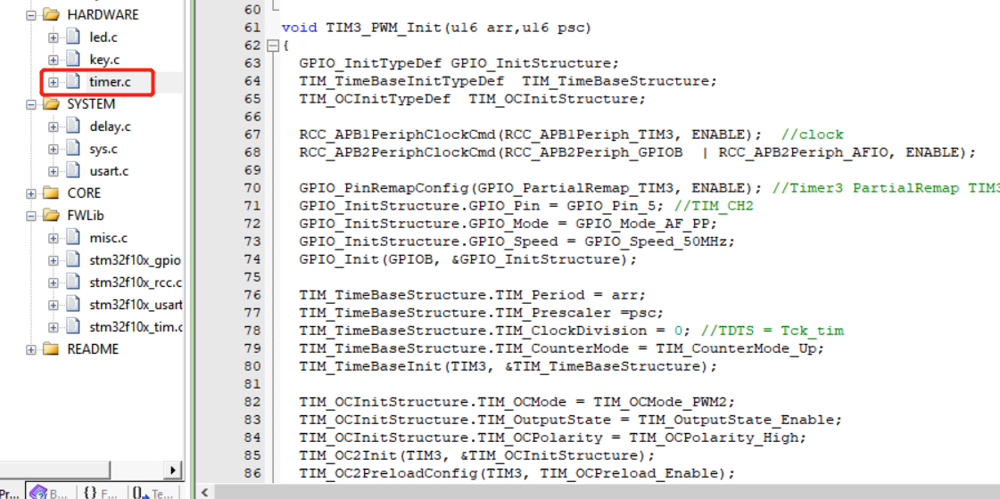 HARDWARE
led.c
key.c
timer.c
SYSTEM
delay.c
sys.c
usart.c
CORE
FWLib
misc.c
stm32f10x_gpio
stm32f10x_rcc.c
stm32f10x_usart
stm32f10x_tim.c
README
Pr...
B...
{} F...
Te...
60
61 void TIM3_PWM_Init(u16 arr,u16 psc)
62 {
63 GPIO_InitTypeDef GPIO_InitStructure;
64 TIM_TimeBaseInitTypeDef  TIM_TimeBaseStructure;
65 TIM_OCInitTypeDef  TIM_OCInitStructure;
66
67 RCC_APB1PeriphClockCmd(RCC_APB1Periph_TIM3, ENABLE);  //clock
68 RCC_APB2PeriphClockCmd(RCC_APB2Periph_GPIOB  | RCC_APB2Periph_AFIO, ENABLE);
69
70 GPIO_PinRemapConfig(GPIO_PartialRemap_TIM3, ENABLE); //Timer3 PartialRemap TIM3
71 GPIO_InitStructure.GPIO_Pin = GPIO_Pin_5; //TIM_CH2
72 GPIO_InitStructure.GPIO_Mode = GPIO_Mode_AF_PP;
73 GPIO_InitStructure.GPIO_Speed = GPIO_Speed_50MHz;
74 GPIO_Init(GPIOB, &GPIO_InitStructure);
75
76 TIM_TimeBaseStructure.TIM_Period = arr;
77 TIM_TimeBaseStructure.TIM_Prescaler =psc;
78 TIM_TimeBaseStructure.TIM_ClockDivision = 0; //TDTS = Tck_tim
79 TIM_TimeBaseStructure.TIM_CounterMode = TIM_CounterMode_Up;
80 TIM_TimeBaseInit(TIM3, &TIM_TimeBaseStructure);
81
82 TIM_OCInitStructure.TIM_OCMode = TIM_OCMode_PWM2;
83 TIM_OCInitStructure.TIM_OutputState = TIM_OutputState_Enable;
84 TIM_OCInitStructure.TIM_OCPolarity = TIM_OCPolarity_High;
85 TIM_OC2Init(TIM3, &TIM_OCInitStructure);
86 TIM_OC2PreloadConfig(TIM3, TIM_OCPreload_Enable);